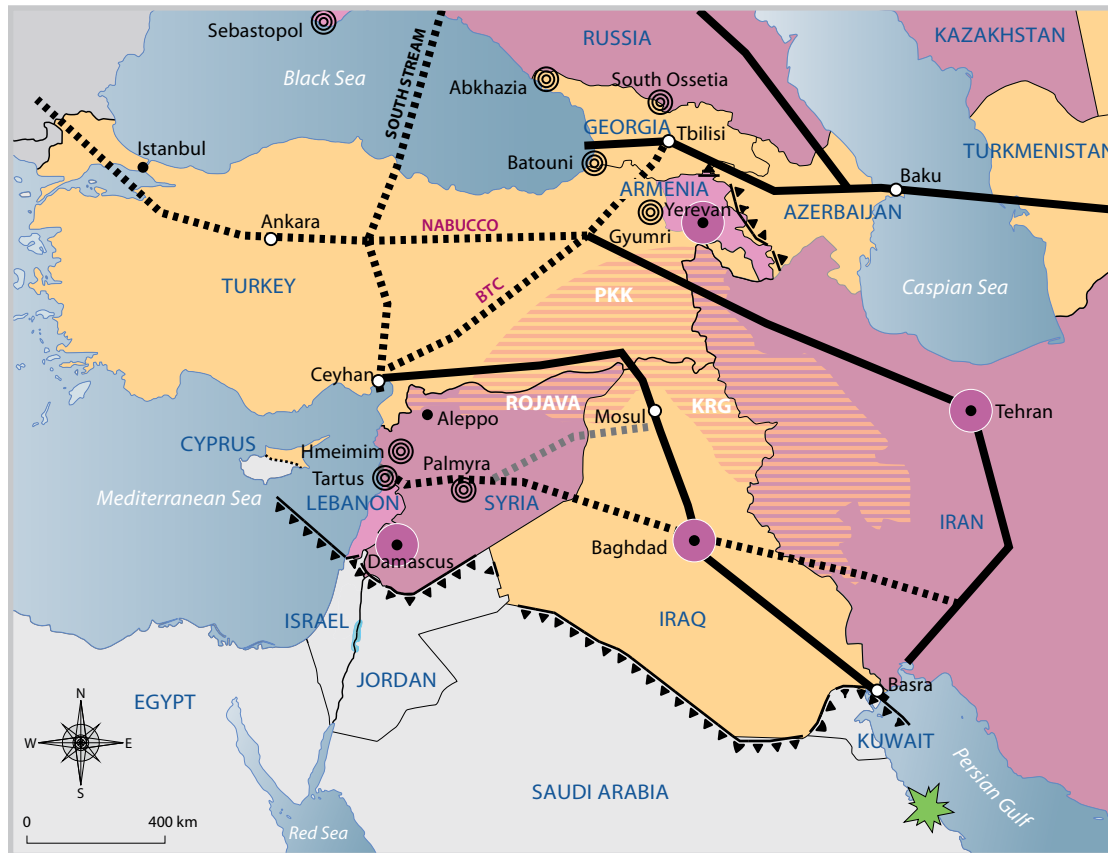 Sebastopol
RUSSIA
KAZAKHSTAN
Black Sea
SOUTH STREAM
Abkhazia
South Ossetia
GEORGIA
Tbilisi
Istanbul
Batouni
TURKMENISTAN
Baku
ARMENIA
Yerevan
AZERBAIJAN
Ankara
NABUCCO
Gyumri
TURKEY
BTC
PKK
Caspian Sea
Ceyhan
ROJAVA
KRG
Aleppo
Mosul
Tehran
CYPRUS
Hmeimim
Palmyra
Tartus
Mediterranean Sea
LEBANON
SYRIA
IRAN
Damascus
Baghdad
ISRAEL
IRAQ
JORDAN
Basra
EGYPT
N
W
E
S
KUWAIT
Persian Gulf
SAUDI ARABIA
0
400 km
Red Sea